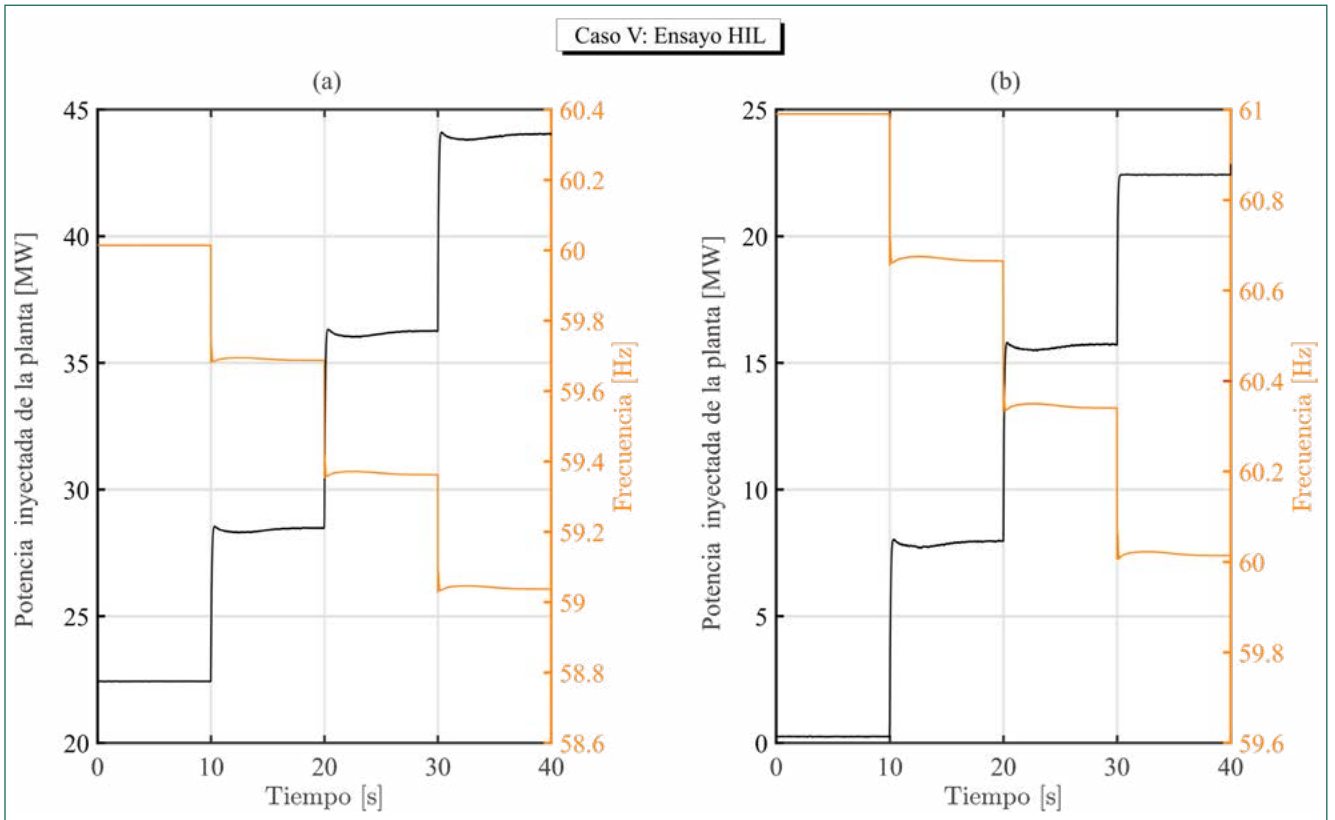 Caso V: Ensayo HIL
(a)
Potencia inyectada de la planta [MW]
45
40
35
30
25
20
60.4
60.2
60
59.8
59.6
59.4
59.2
59
58.8
58.6
Frecuencia [Hz]
0 10 20 30 40
Tiempo [s]
(b)
Potencia inyectada de la planta [MW]
25
20
15
10
5
0
61
60.8
60.6
60.4
60.2
60
59.8
59.6
Frecuencia [Hz]
0 10 20 30 40
Tiempo [s]